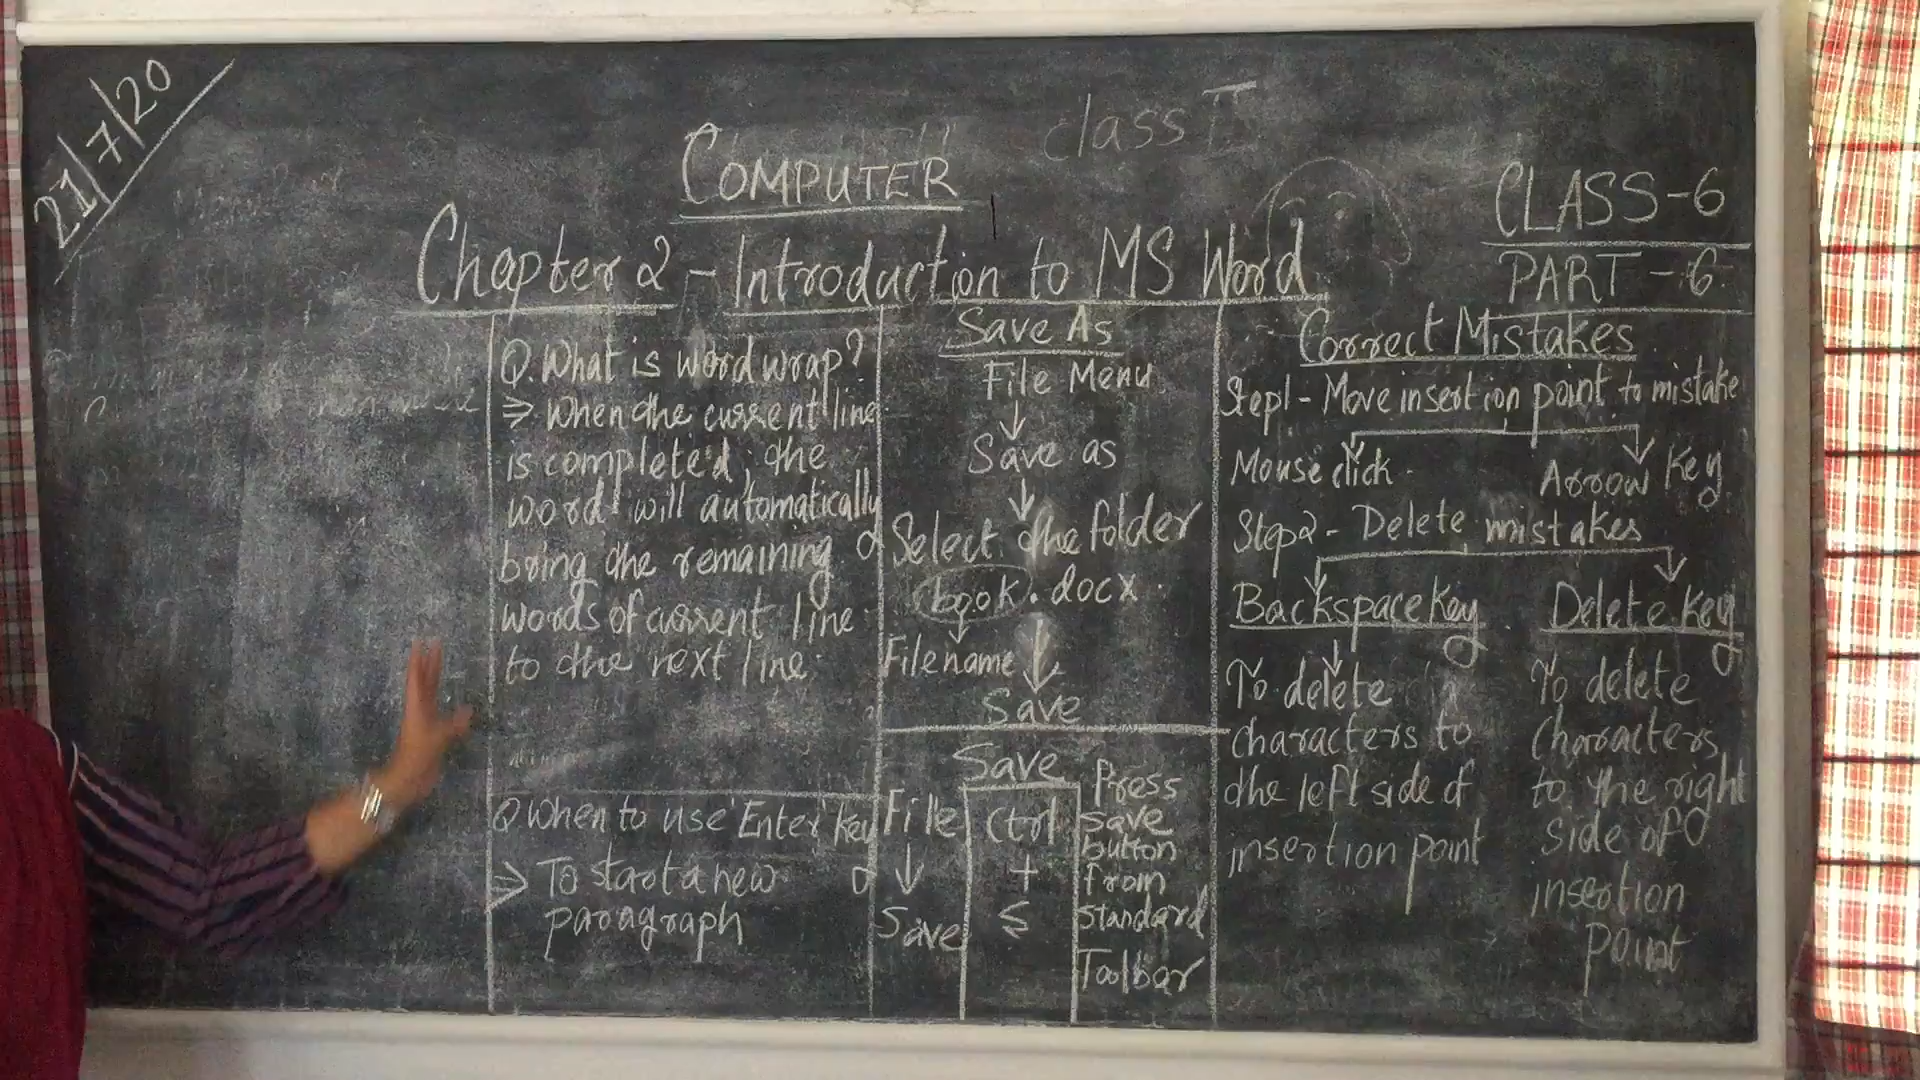 21/7/20
class II
COMPUTER
CLASS-6
PART-6
Chapter 2 - Introduction to MS Word
Q. What is word wrap?
⇒ When the current line
is completed, the
word will automatically
bring the remaining
words of current line
to the next line.
Q When to use 'Enter' key
⇒ To start a new
paragraph
Save As
File Menu
↓
Save as
↓
Select the folder
book.docx
↓ ↓
Filename
Save
Save
File
↓
Save
Ctrl
+
S
Press
save
button
from
standard
Toolbar
Correct Mistakes
Step1 - Move insertion point to mistake
Mouse click Arrow key
Step2 - Delete mistakes
Backspace key
↓
To delete
characters to
the left side of
insertion point
Delete key
To delete
characters
to the right
side of
insertion
point